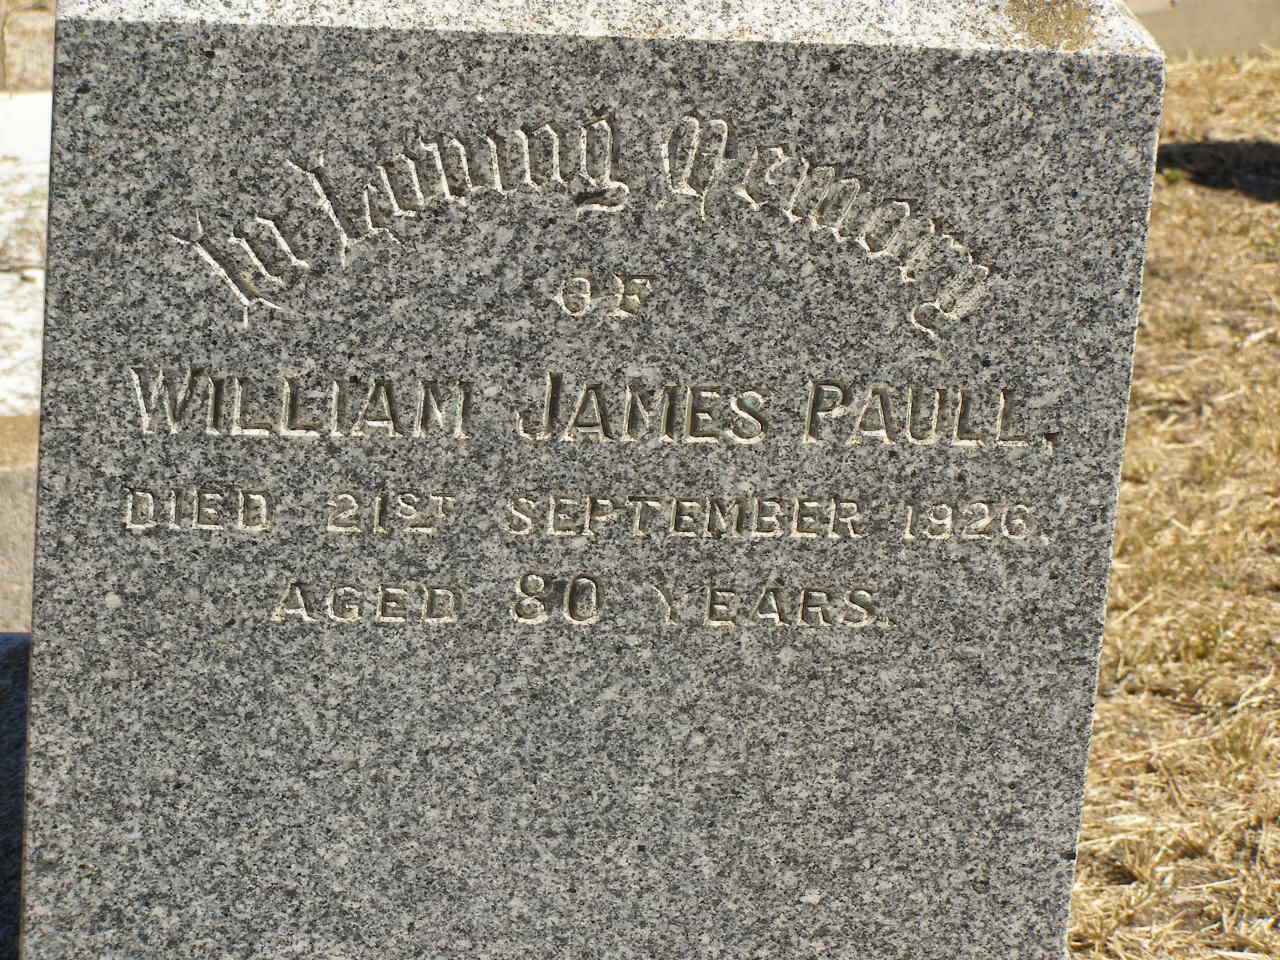 In Loving Memory
OF
WILLIAM JAMES PAULL.
DIED 21ST SEPTEMBER 1926.
AGED 80 YEARS.